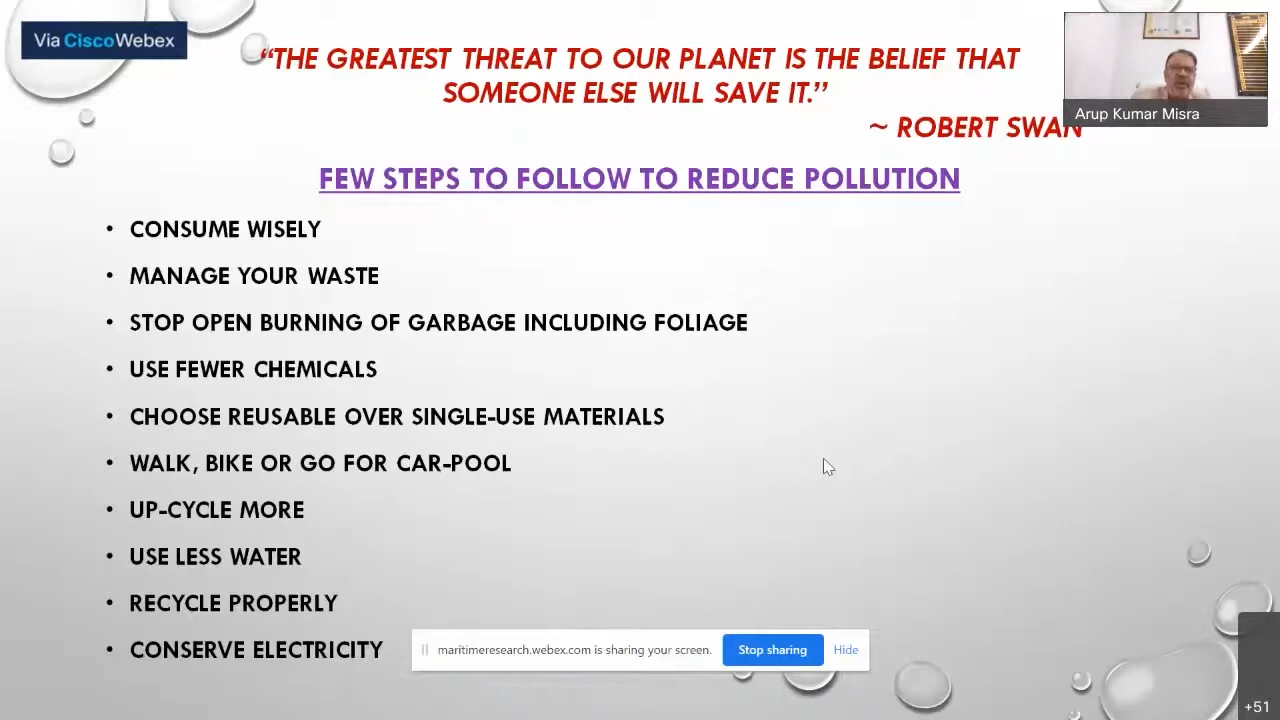 Via CiscoWebex
“THE GREATEST THREAT TO OUR PLANET IS THE BELIEF THAT
SOMEONE ELSE WILL SAVE IT.”
~ ROBERT SWAN
Arup Kumar Misra
FEW STEPS TO FOLLOW TO REDUCE POLLUTION
• CONSUME WISELY
• MANAGE YOUR WASTE
• STOP OPEN BURNING OF GARBAGE INCLUDING FOLIAGE
• USE FEWER CHEMICALS
• CHOOSE REUSABLE OVER SINGLE-USE MATERIALS
• WALK, BIKE OR GO FOR CAR-POOL
• UP-CYCLE MORE
• USE LESS WATER
• RECYCLE PROPERLY
• CONSERVE ELECTRICITY
maritimeresearch.webex.com is sharing your screen. Stop sharing Hide
+51